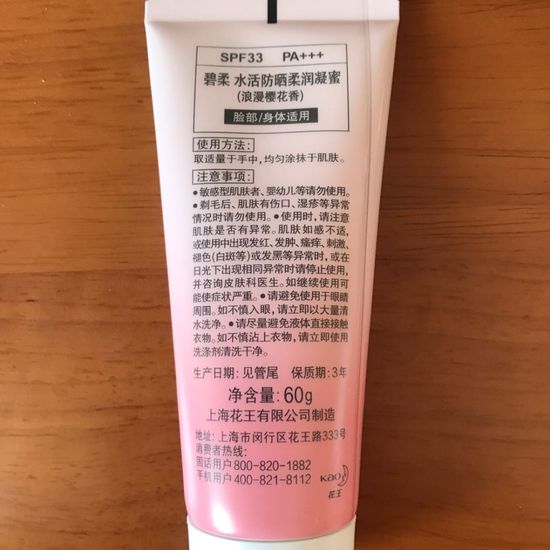 SPF33 PA+++
碧柔 水活防晒柔润凝蜜
(浪漫樱花香)
脸部/身体适用
使用方法:
取适量于手中,均匀涂抹于肌肤。
注意事项:
●敏感型肌肤者、婴幼儿等请勿使用。
●剃毛后、肌肤有伤口、湿疹等异常
情况时请勿使用。●使用时,请注意
肌肤是否有异常。肌肤如感不适,
或使用中出现发红、发肿、瘙痒、刺激、
褪色(白斑等)或发黑等异常时,或在
日光下出现相同异常时请停止使用,
并咨询皮肤科医生。如继续使用可
能使症状严重。●请避免使用于眼睛
周围。如不慎入眼,请立即以大量清
水洗净。●请尽量避免液体直接接触
衣物。如不慎沾上衣物,请立即使用
洗涤剂清洗干净。
生产日期: 见管尾 保质期: 3年
净含量: 60g
上海花王有限公司制造
地址: 上海市闵行区花王路333号
消费者热线:
固话用户800-820-1882
手机用户400-821-8112
Kao
花王